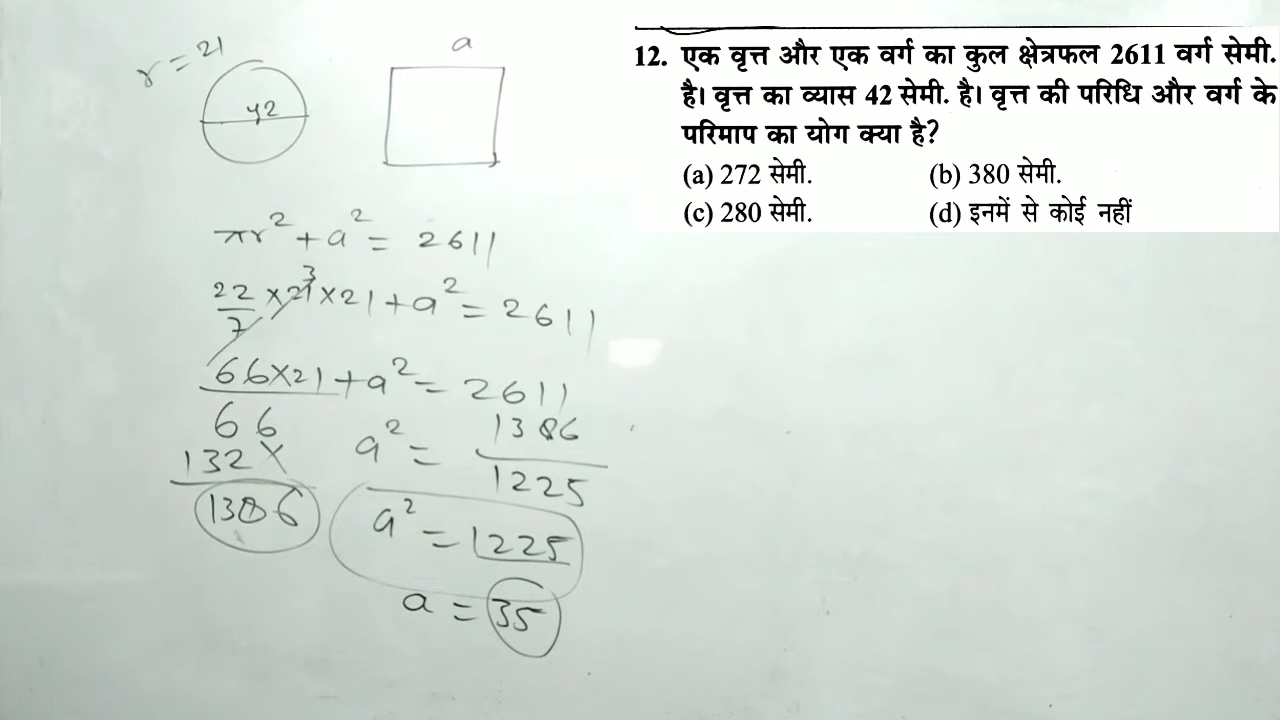 r = 21
42
a
πr² + a² = 2611
22/7 × 21 3 × 21 + a² = 2611
66×21 + a² = 2611
66
132×
1386
1386
a² = 1225
a² = 1225
a = 35
12. एक वृत्त और एक वर्ग का कुल क्षेत्रफल 2611 वर्ग सेमी.
है। वृत्त का व्यास 42 सेमी. है। वृत्त की परिधि और वर्ग के
परिमाप का योग क्या है?
(a) 272 सेमी. (b) 380 सेमी.
(c) 280 सेमी. (d) इनमें से कोई नहीं